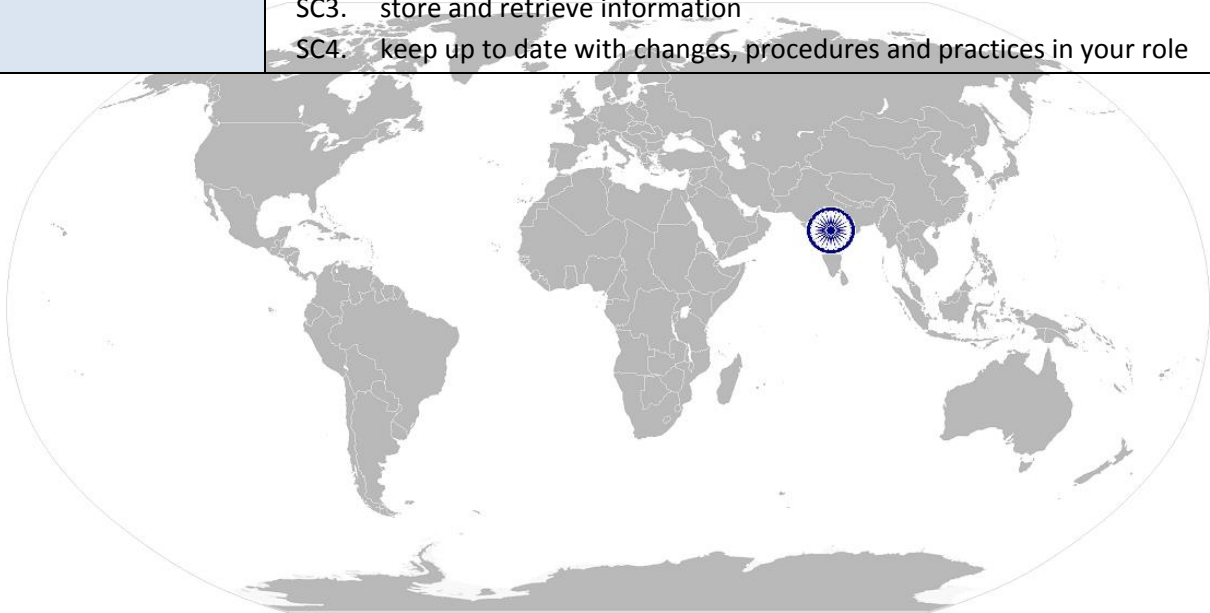 SC3. store and retrieve information
SC4. keep up to date with changes, procedures and practices in your role